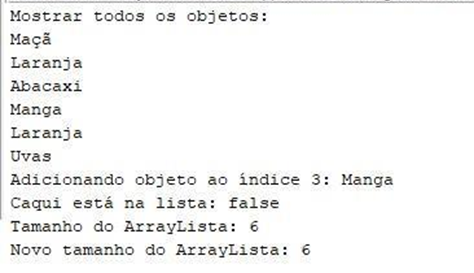 Mostrar todos os objetos:
Maçã
Laranja
Abacaxi
Manga
Laranja
Uvas
Adicionando objeto ao índice 3: Manga
Caqui está na lista: false
Tamanho do ArrayLista: 6
Novo tamanho do ArrayLista: 6